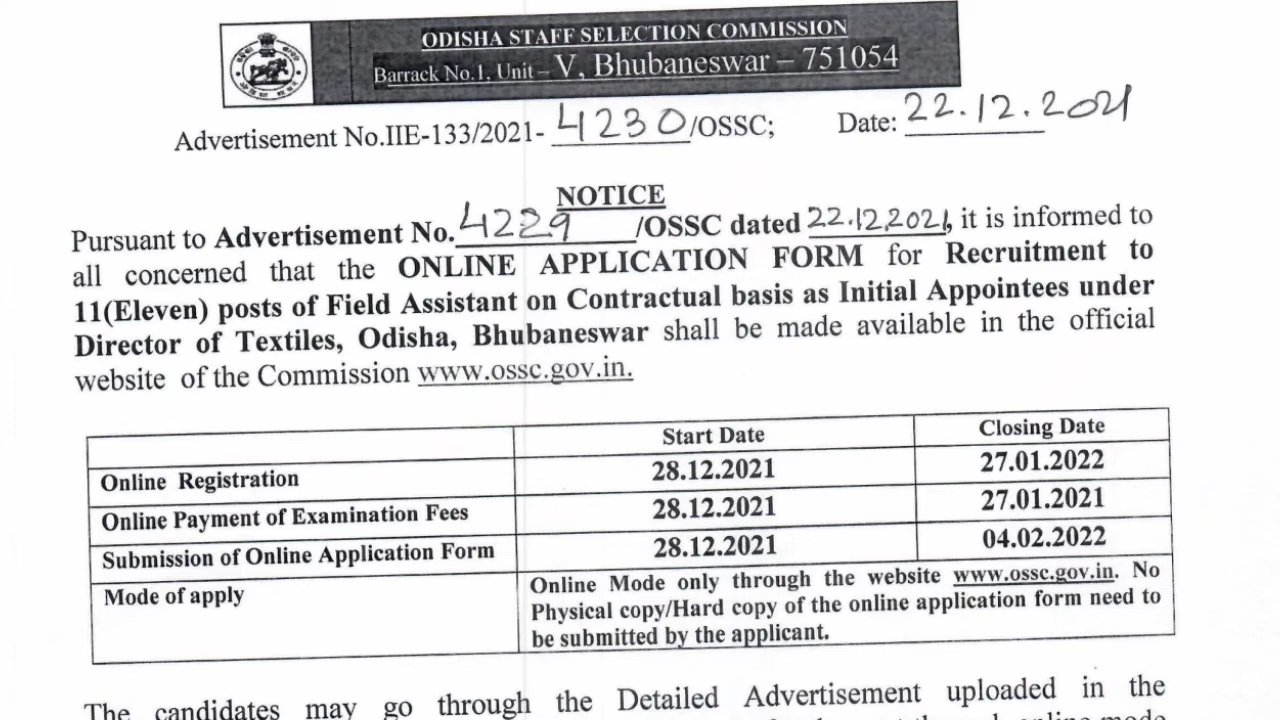 ODISHA STAFF SELECTION COMMISSION
Barrack No.1, Unit – V, Bhubaneswar – 751054
Advertisement No.IIE-133/2021- 4230/OSSC; Date: 22.12.2021
NOTICE
Pursuant to Advertisement No. 4229 /OSSC dated 22.12.2021, it is informed to
all concerned that the ONLINE APPLICATION FORM for Recruitment to
11(Eleven) posts of Field Assistant on Contractual basis as Initial Appointees under
Director of Textiles, Odisha, Bhubaneswar shall be made available in the official
website of the Commission www.ossc.gov.in.
Start Date Closing Date
Online Registration 28.12.2021 27.01.2022
Online Payment of Examination Fees 28.12.2021 27.01.2021
Submission of Online Application Form 28.12.2021 04.02.2022
Mode of apply Online Mode only through the website www.ossc.gov.in. No
Physical copy/Hard copy of the online application form need to
be submitted by the applicant.
The candidates may go through the Detailed Advertisement uploaded in the